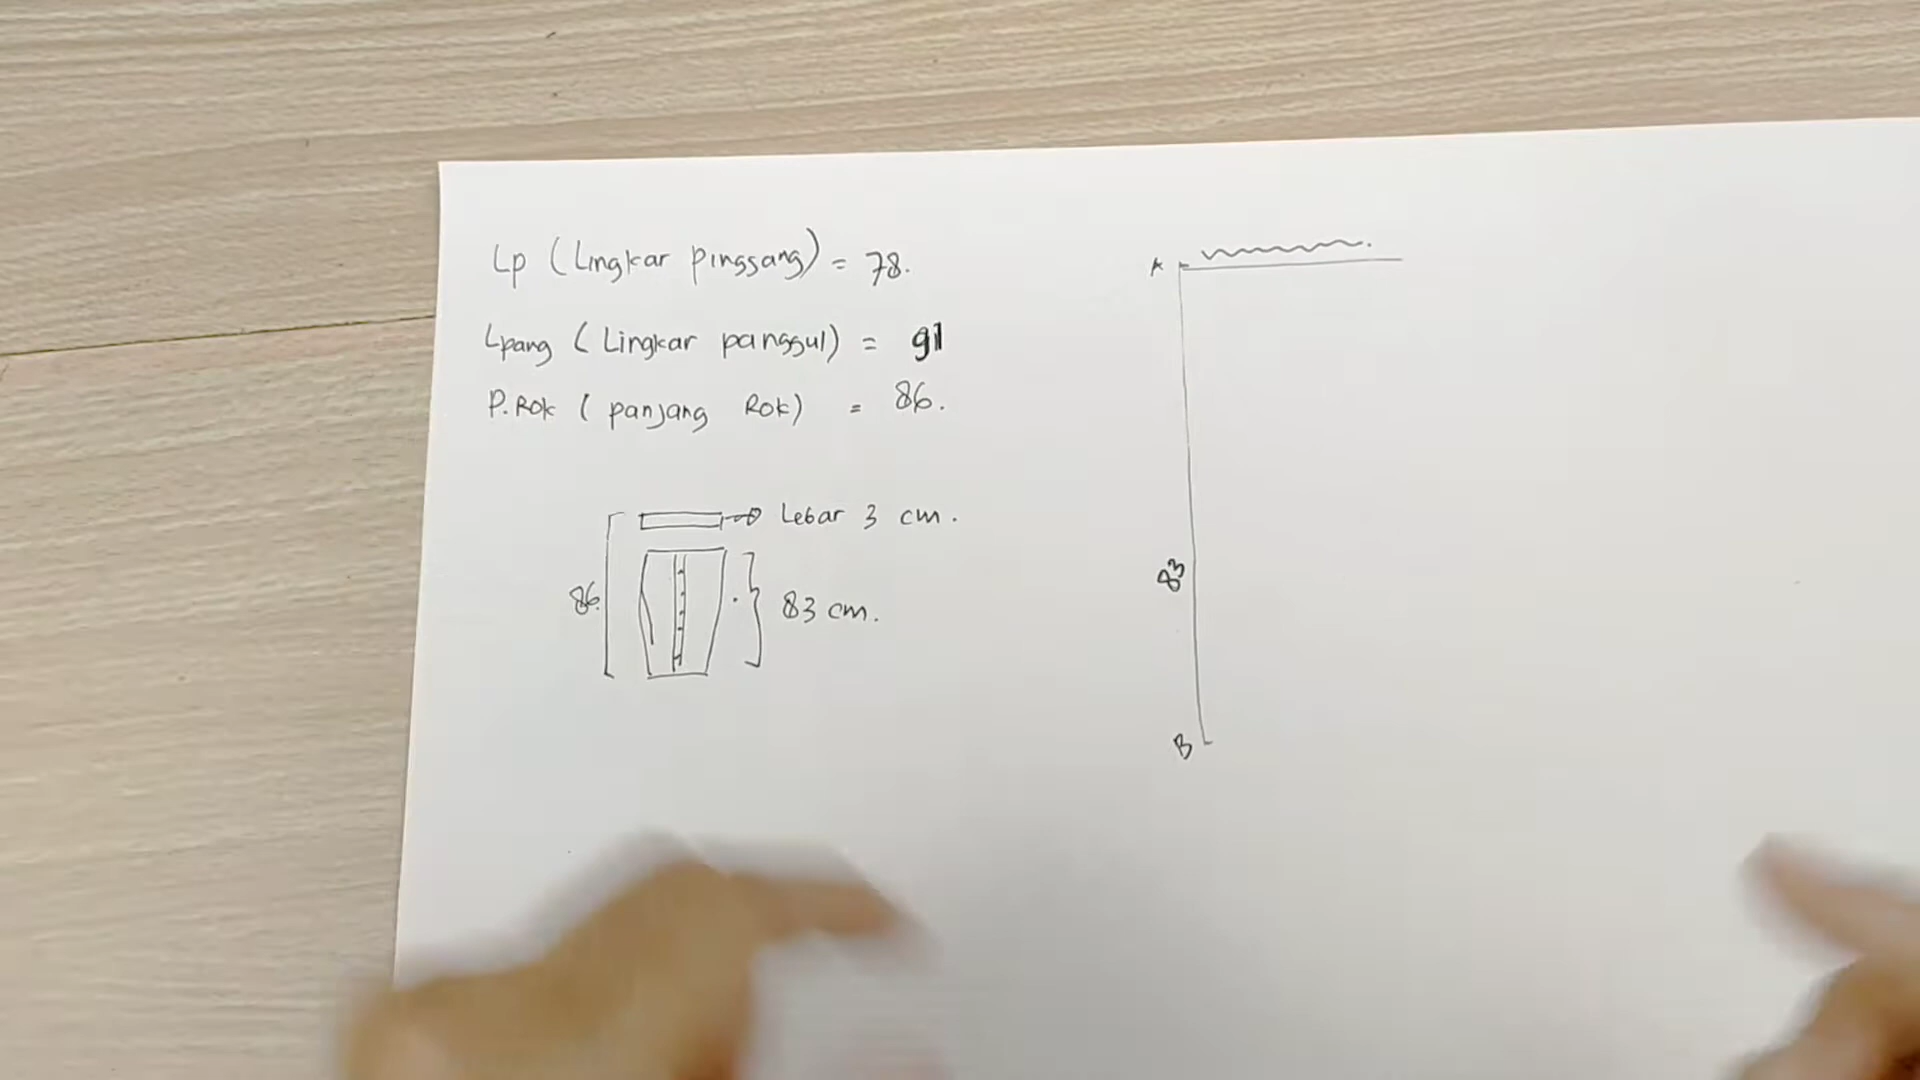 Lp (Lingkar pinggang) = 78.
Lpang (Lingkar panggul) = 91
P.Rok (panjang Rok) = 86.
Lebar 3 cm.
86.
83 cm.
A
83
B